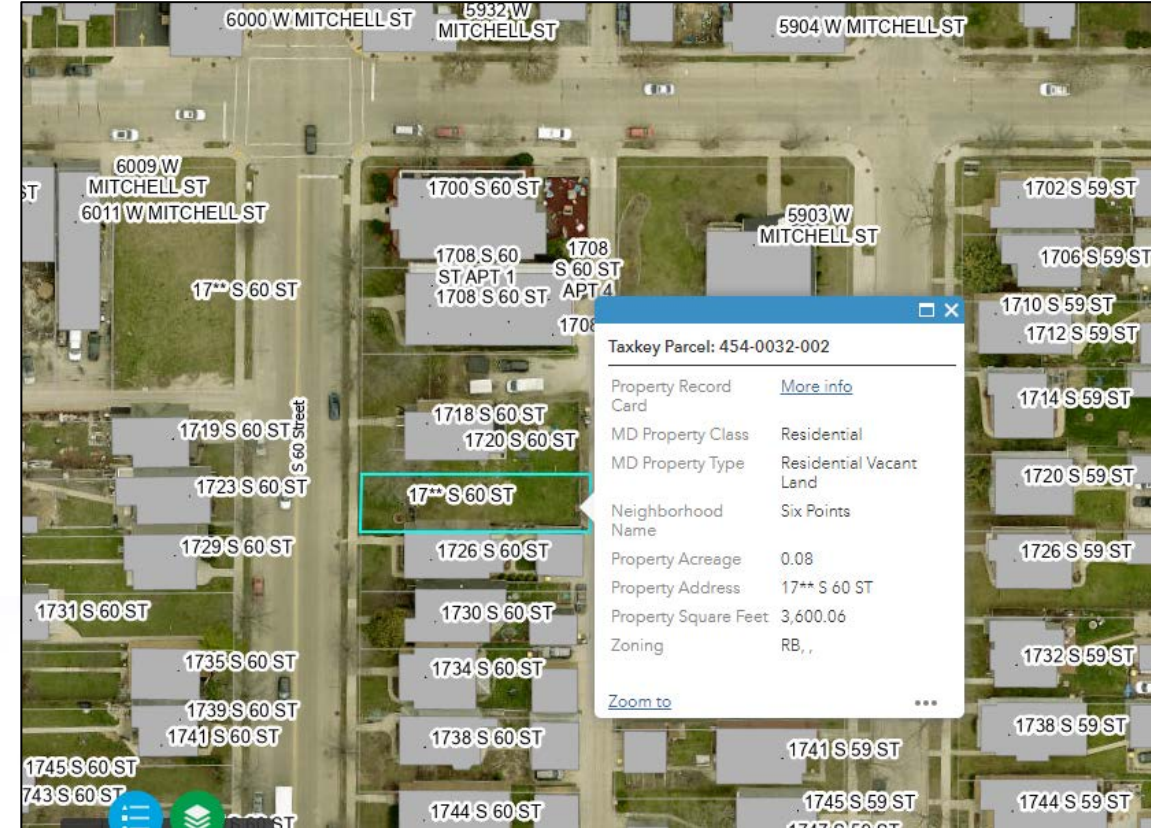 6000 W MITCHELL ST
5932 W
MITCHELL ST
5904 W MITCHELL ST
6009 W
MITCHELL ST
ST
6011 W MITCHELL ST
1700 S 60 ST
1702 S 59 ST
5903 W
MITCHELL ST
1708 S 60
ST APT 1
1708
S 60 ST
APT 4
1706 S 59 ST
17** S 60 ST
1708 S 60 ST
1708
1710 S 59 ST
1712 S 59 ST
Taxkey Parcel: 454-0032-002
Property Record
Card
More info
MD Property Class
Residential
MD Property Type
Residential Vacant
Land
Neighborhood
Name
Six Points
Property Acreage
0.08
Property Address
17** S 60 ST
Property Square Feet
3,600.06
Zoning
RB, ,
Zoom to
1714 S 59 ST
1718 S 60 ST
1719 S 60 ST
S 60 Street
1720 S 60 ST
1720 S 59 ST
1723 S 60 ST
17** S 60 ST
1729 S 60 ST
1726 S 60 ST
1726 S 59 ST
1731 S 60 ST
1730 S 60 ST
1732 S 59 ST
1735 S 60 ST
1734 S 60 ST
1739 S 60 ST
1741 S 60 ST
1738 S 60 ST
1738 S 59 ST
1741 S 59 ST
1745 S 60 ST
743 S 60 ST
1745 S 59 ST
1744 S 59 ST
1744 S 60 ST
S 60 ST
1747 S 59 ST